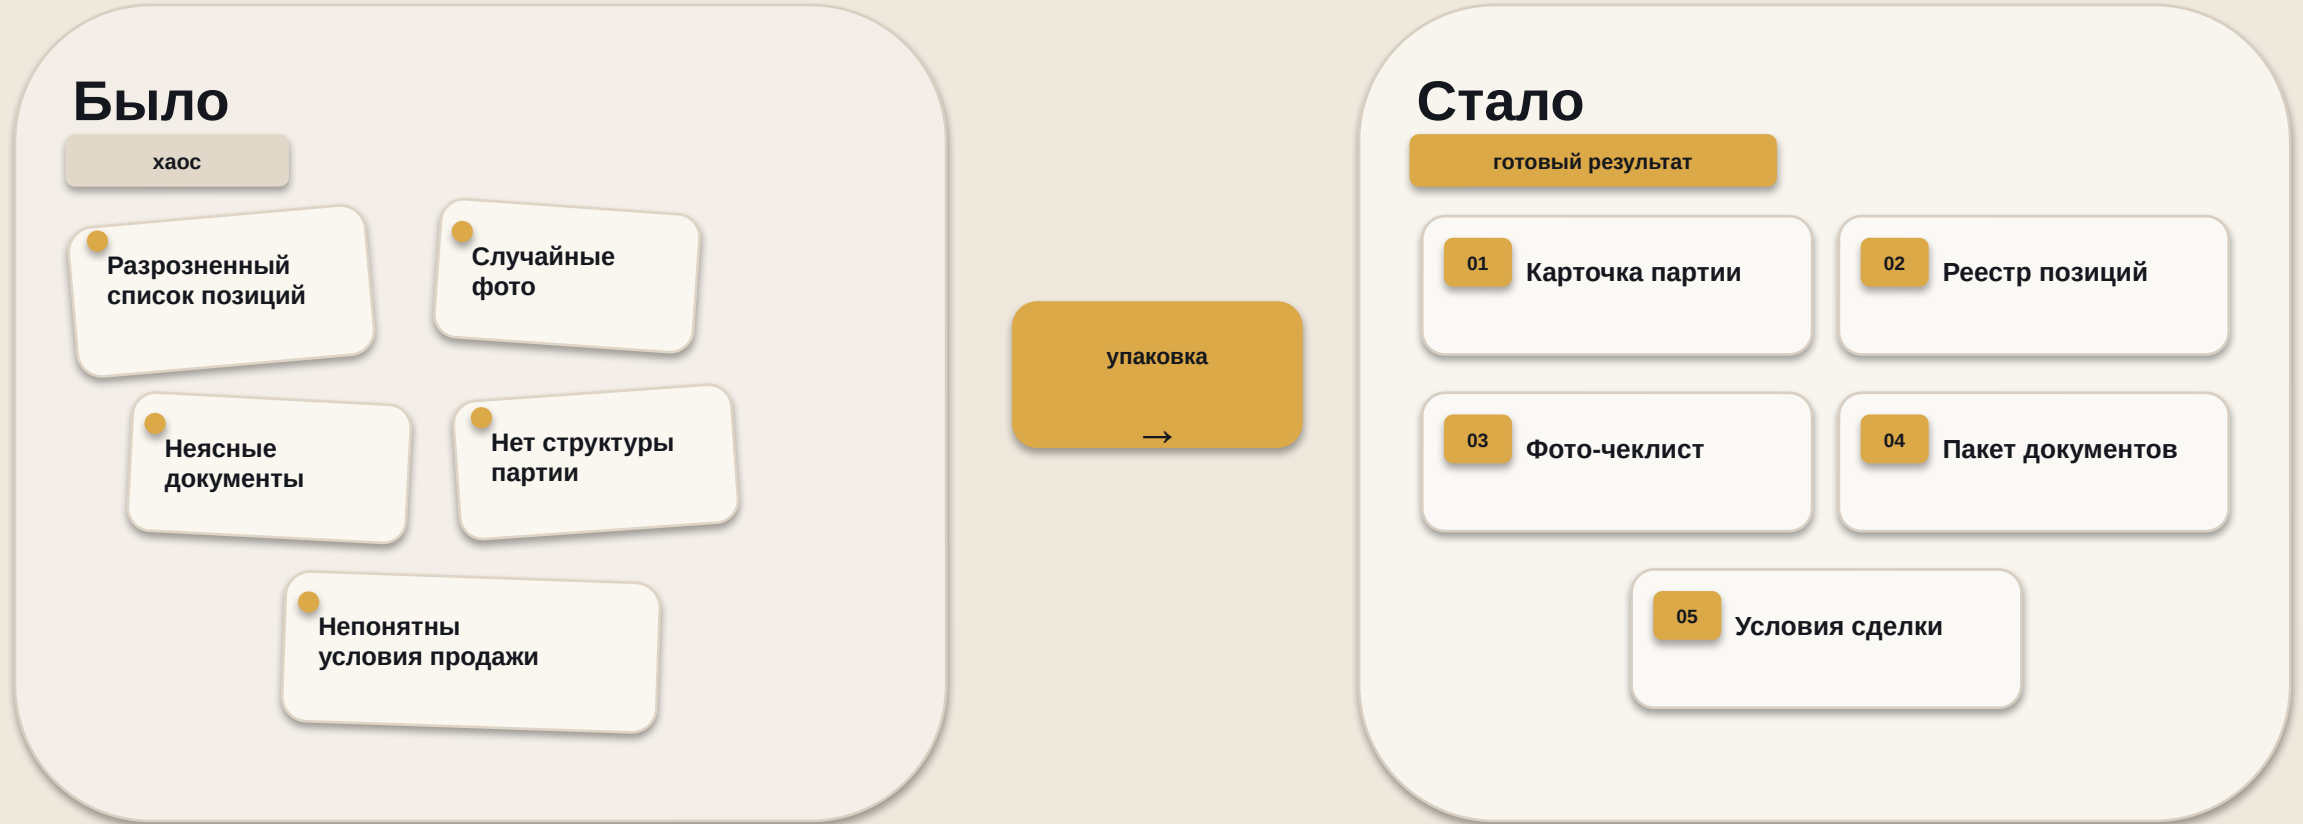 Было
хаос
Разрозненный
список позиций
Случайные
фото
Неясные
документы
Нет структуры
партии
Непонятны
условия продажи
упаковка
→
Стало
готовый результат
01
Карточка партии
02
Реестр позиций
03
Фото-чеклист
04
Пакет документов
05
Условия сделки